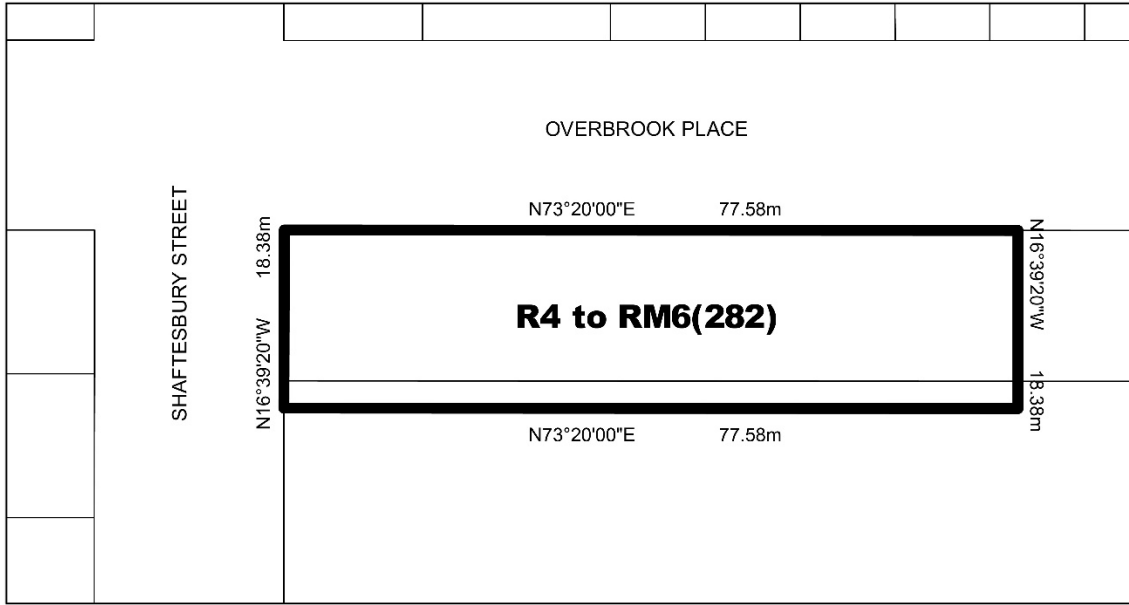 OVERBROOK PLACE
N73°20'00"E 77.58m
SHAFTESBURY STREET
N16°39'20"W 18.38m
R4 to RM6(282)
N16°39'20"W 18.38m
N73°20'00"E 77.58m